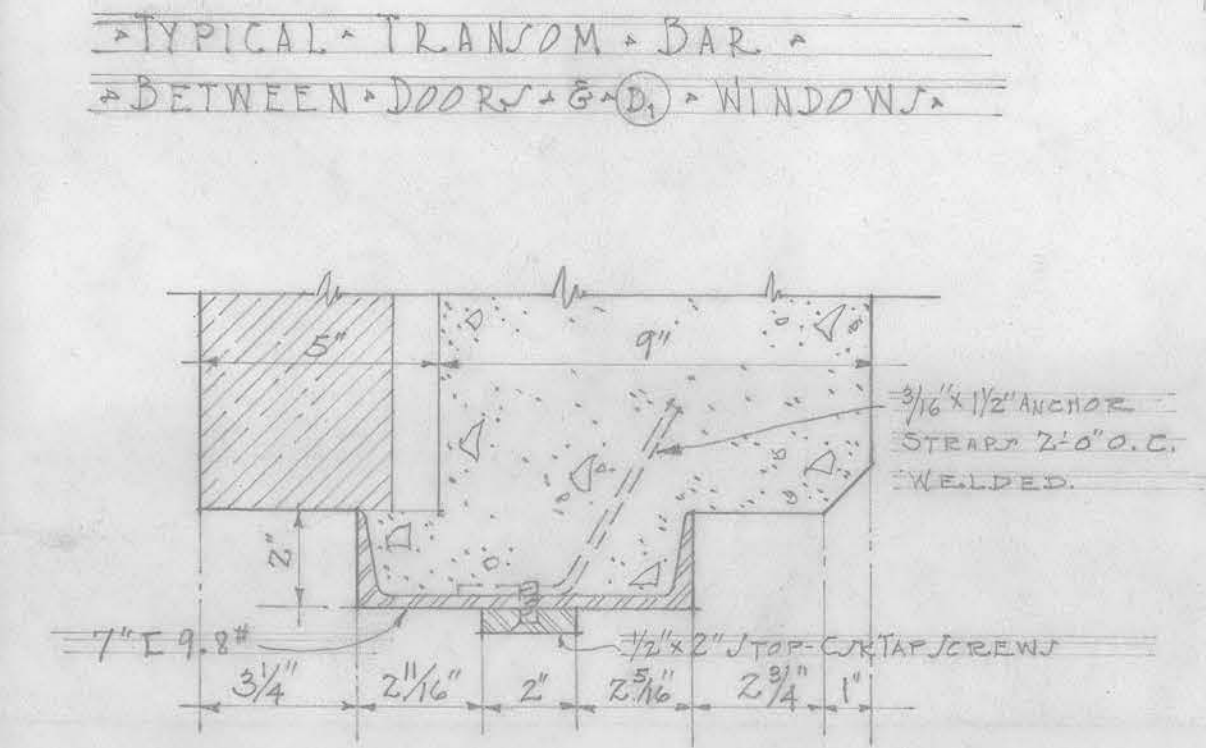 TYPICAL TRANSOM BAR
BETWEEN DOORS & D1 WINDOWS
5" 9"
3/16" x 1 1/2" ANCHOR
STRAPS 2'-0" O.C.
WELDED.
2"
7" [ 9.8#
1/2" x 2" STOP-CSK TAP SCREWS
3 1/4" 2 11/16" 2" 2 5/16" 2 3/4" 1"